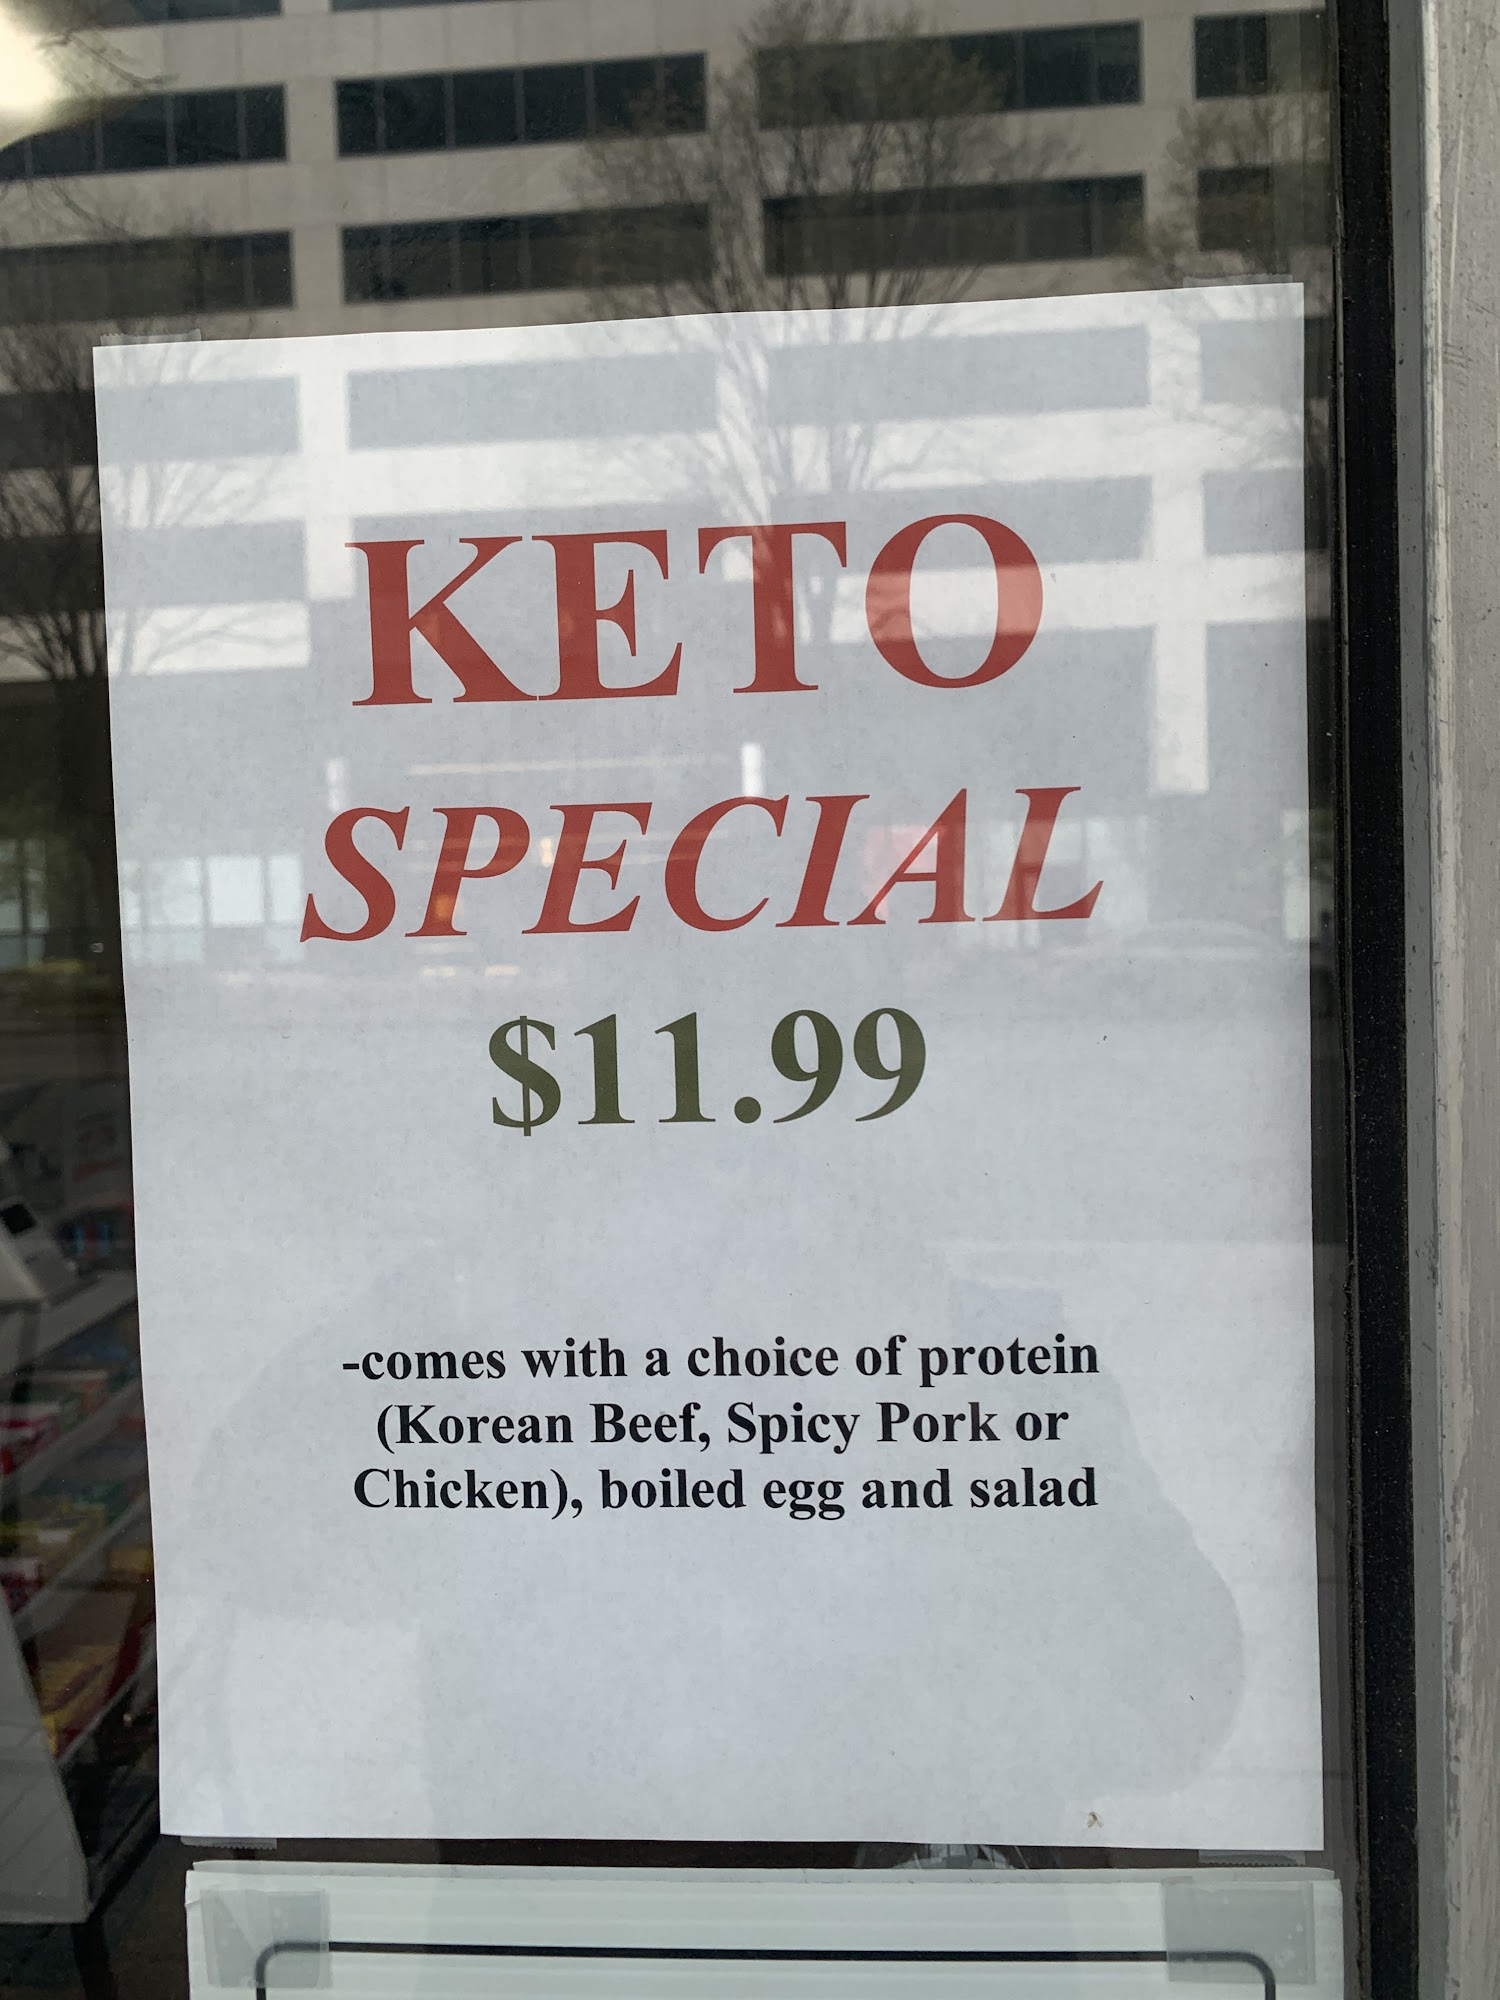 KETO
SPECIAL
$11.99
-comes with a choice of protein
(Korean Beef, Spicy Pork or
Chicken), boiled egg and salad